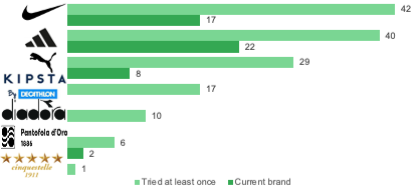 42
17
40
22
29
8
KIPSTA
By DECATHLON
17
diadora
10
Pantofola d'Oro
1886
6
2
cinquestelle
1911
1
Tried at least once
Current brand